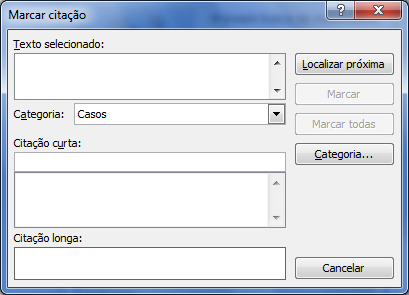 Marcar citação
Texto selecionado:
Localizar próxima
Marcar
Categoria: Casos
Marcar todas
Citação curta:
Categoria...
Citação longa:
Cancelar